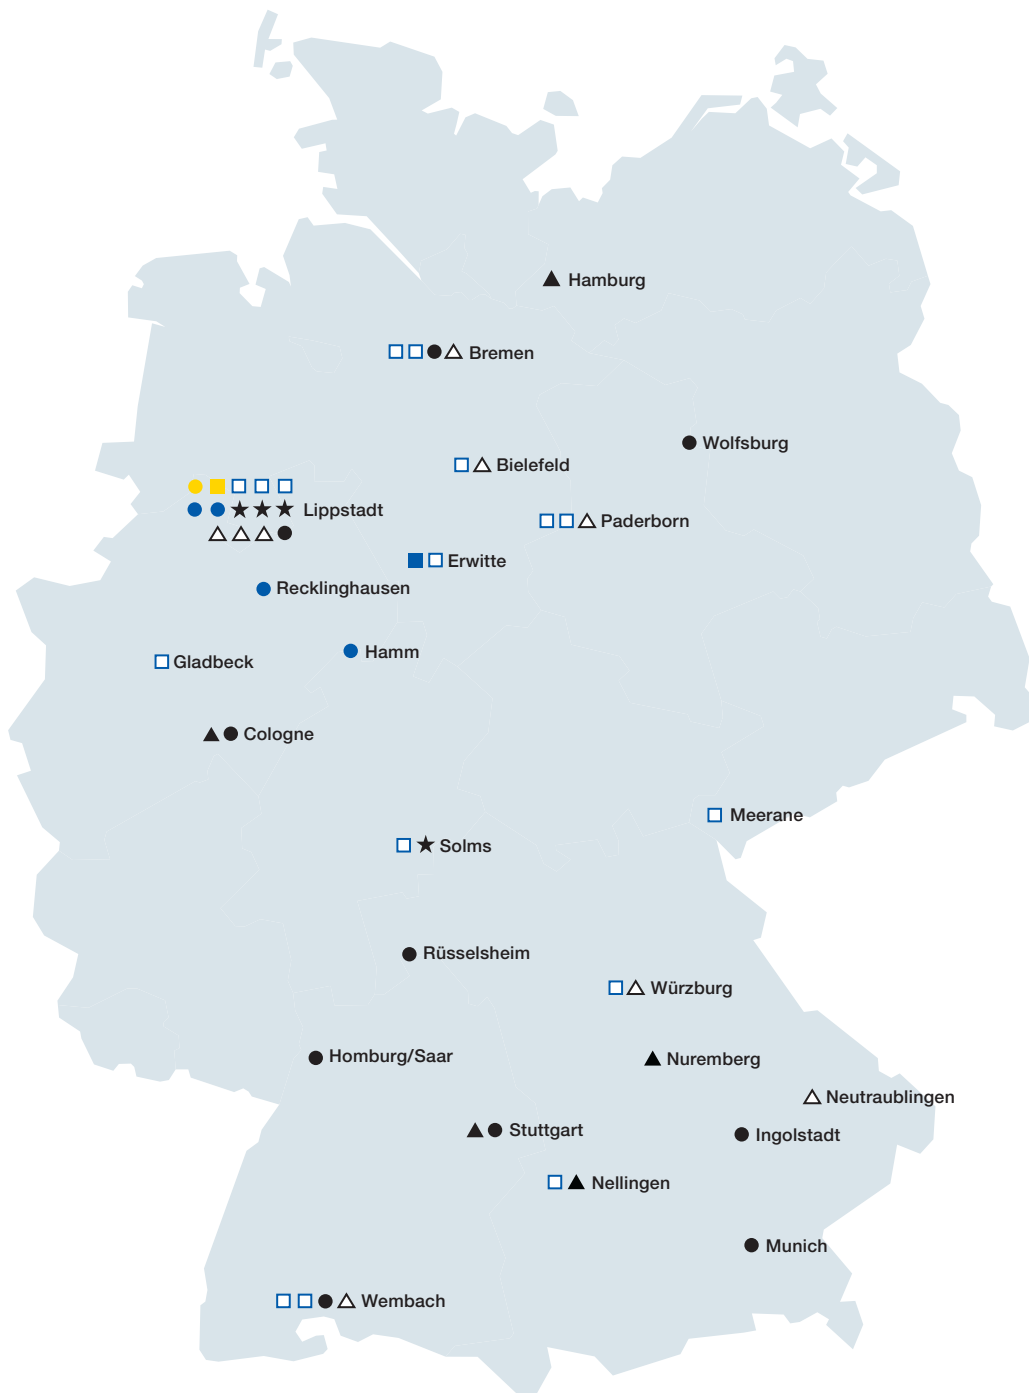 Hamburg
Bremen
Wolfsburg
Bielefeld
Lippstadt
Paderborn
Erwitte
Recklinghausen
Hamm
Gladbeck
Cologne
Meerane
Solms
Rüsselsheim
Würzburg
Homburg/Saar
Nuremberg
Neutraublingen
Stuttgart
Ingolstadt
Nellingen
Munich
Wembach